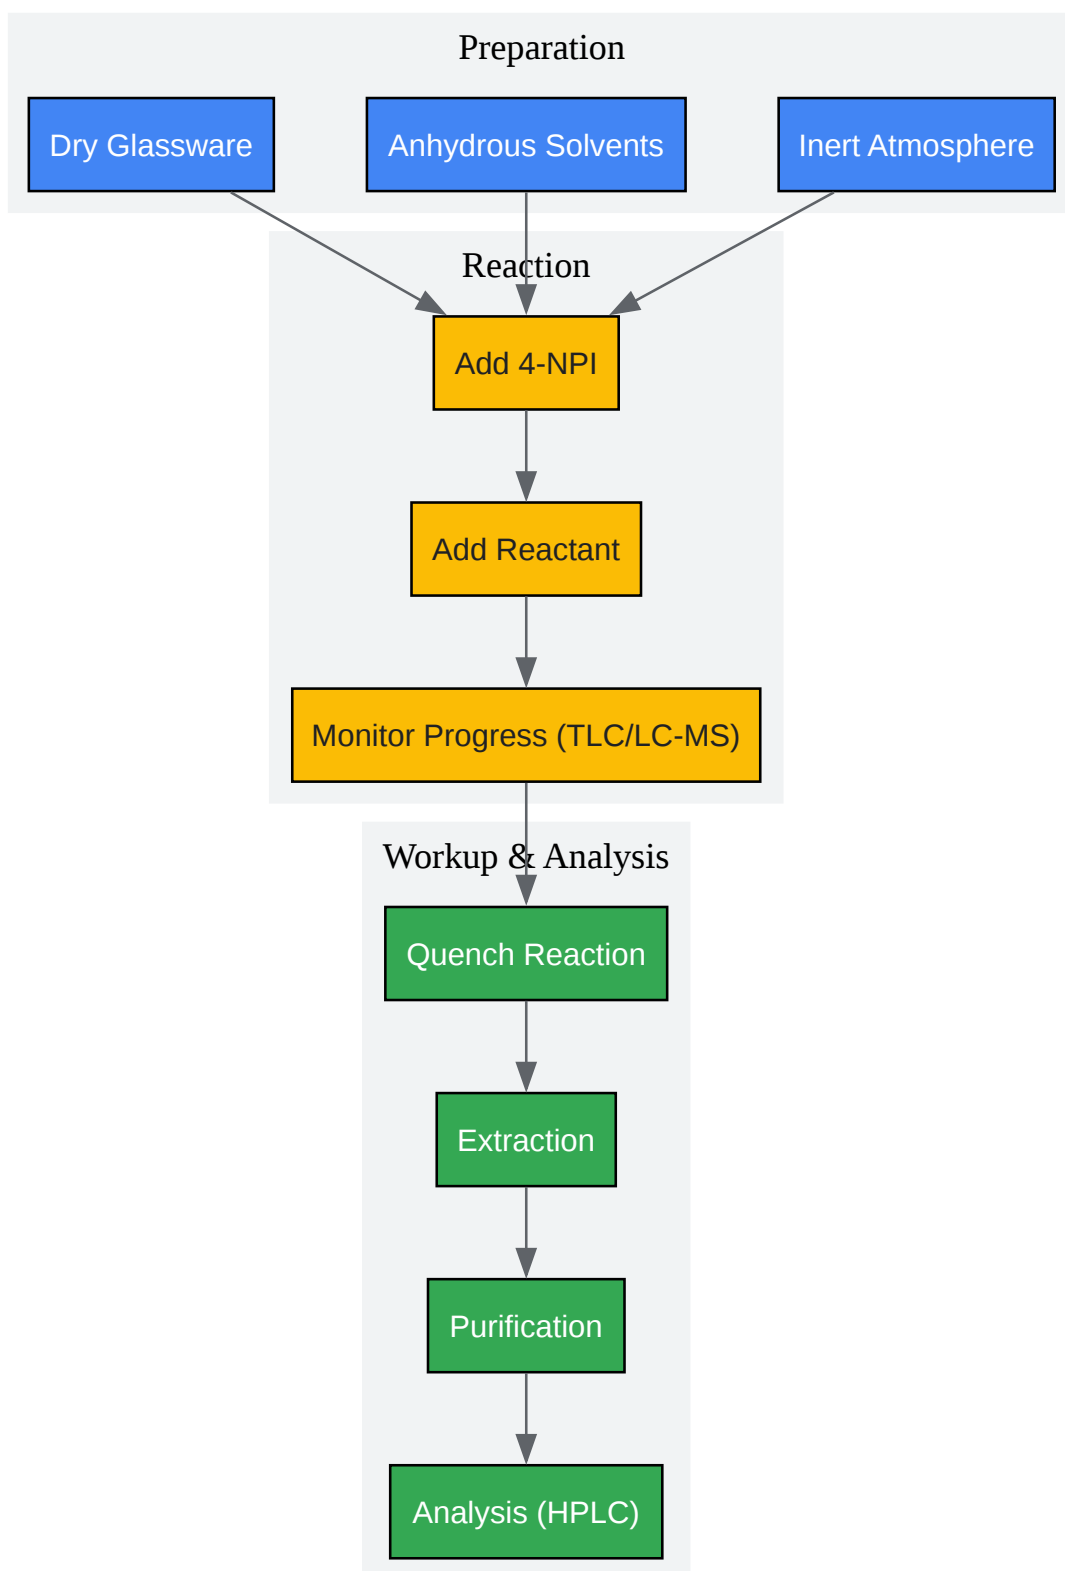 Preparation
Dry Glassware
Anhydrous Solvents
Inert Atmosphere
Reaction
Add 4-NPI
Add Reactant
Monitor Progress (TLC/LC-MS)
Workup & Analysis
Quench Reaction
Extraction
Purification
Analysis (HPLC)